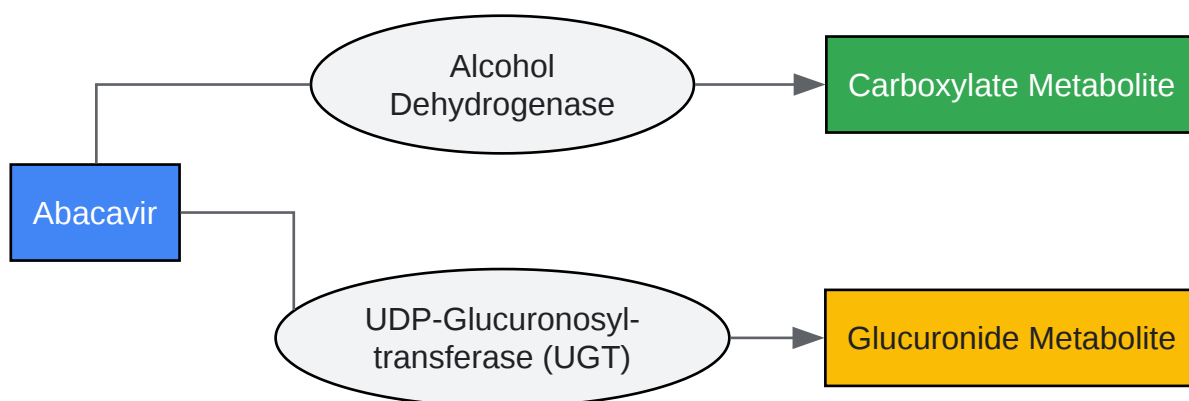 Alcohol
Dehydrogenase
Carboxylate Metabolite
Abacavir
UDP-Glucuronosyl-
transferase (UGT)
Glucuronide Metabolite